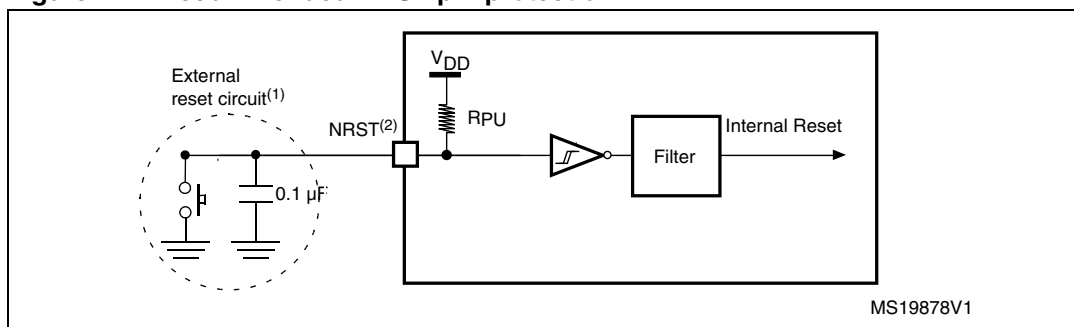 External
reset circuit(1)
VDD
RPU
NRST(2)
Internal Reset
Filter
0.1 µF
MS19878V1